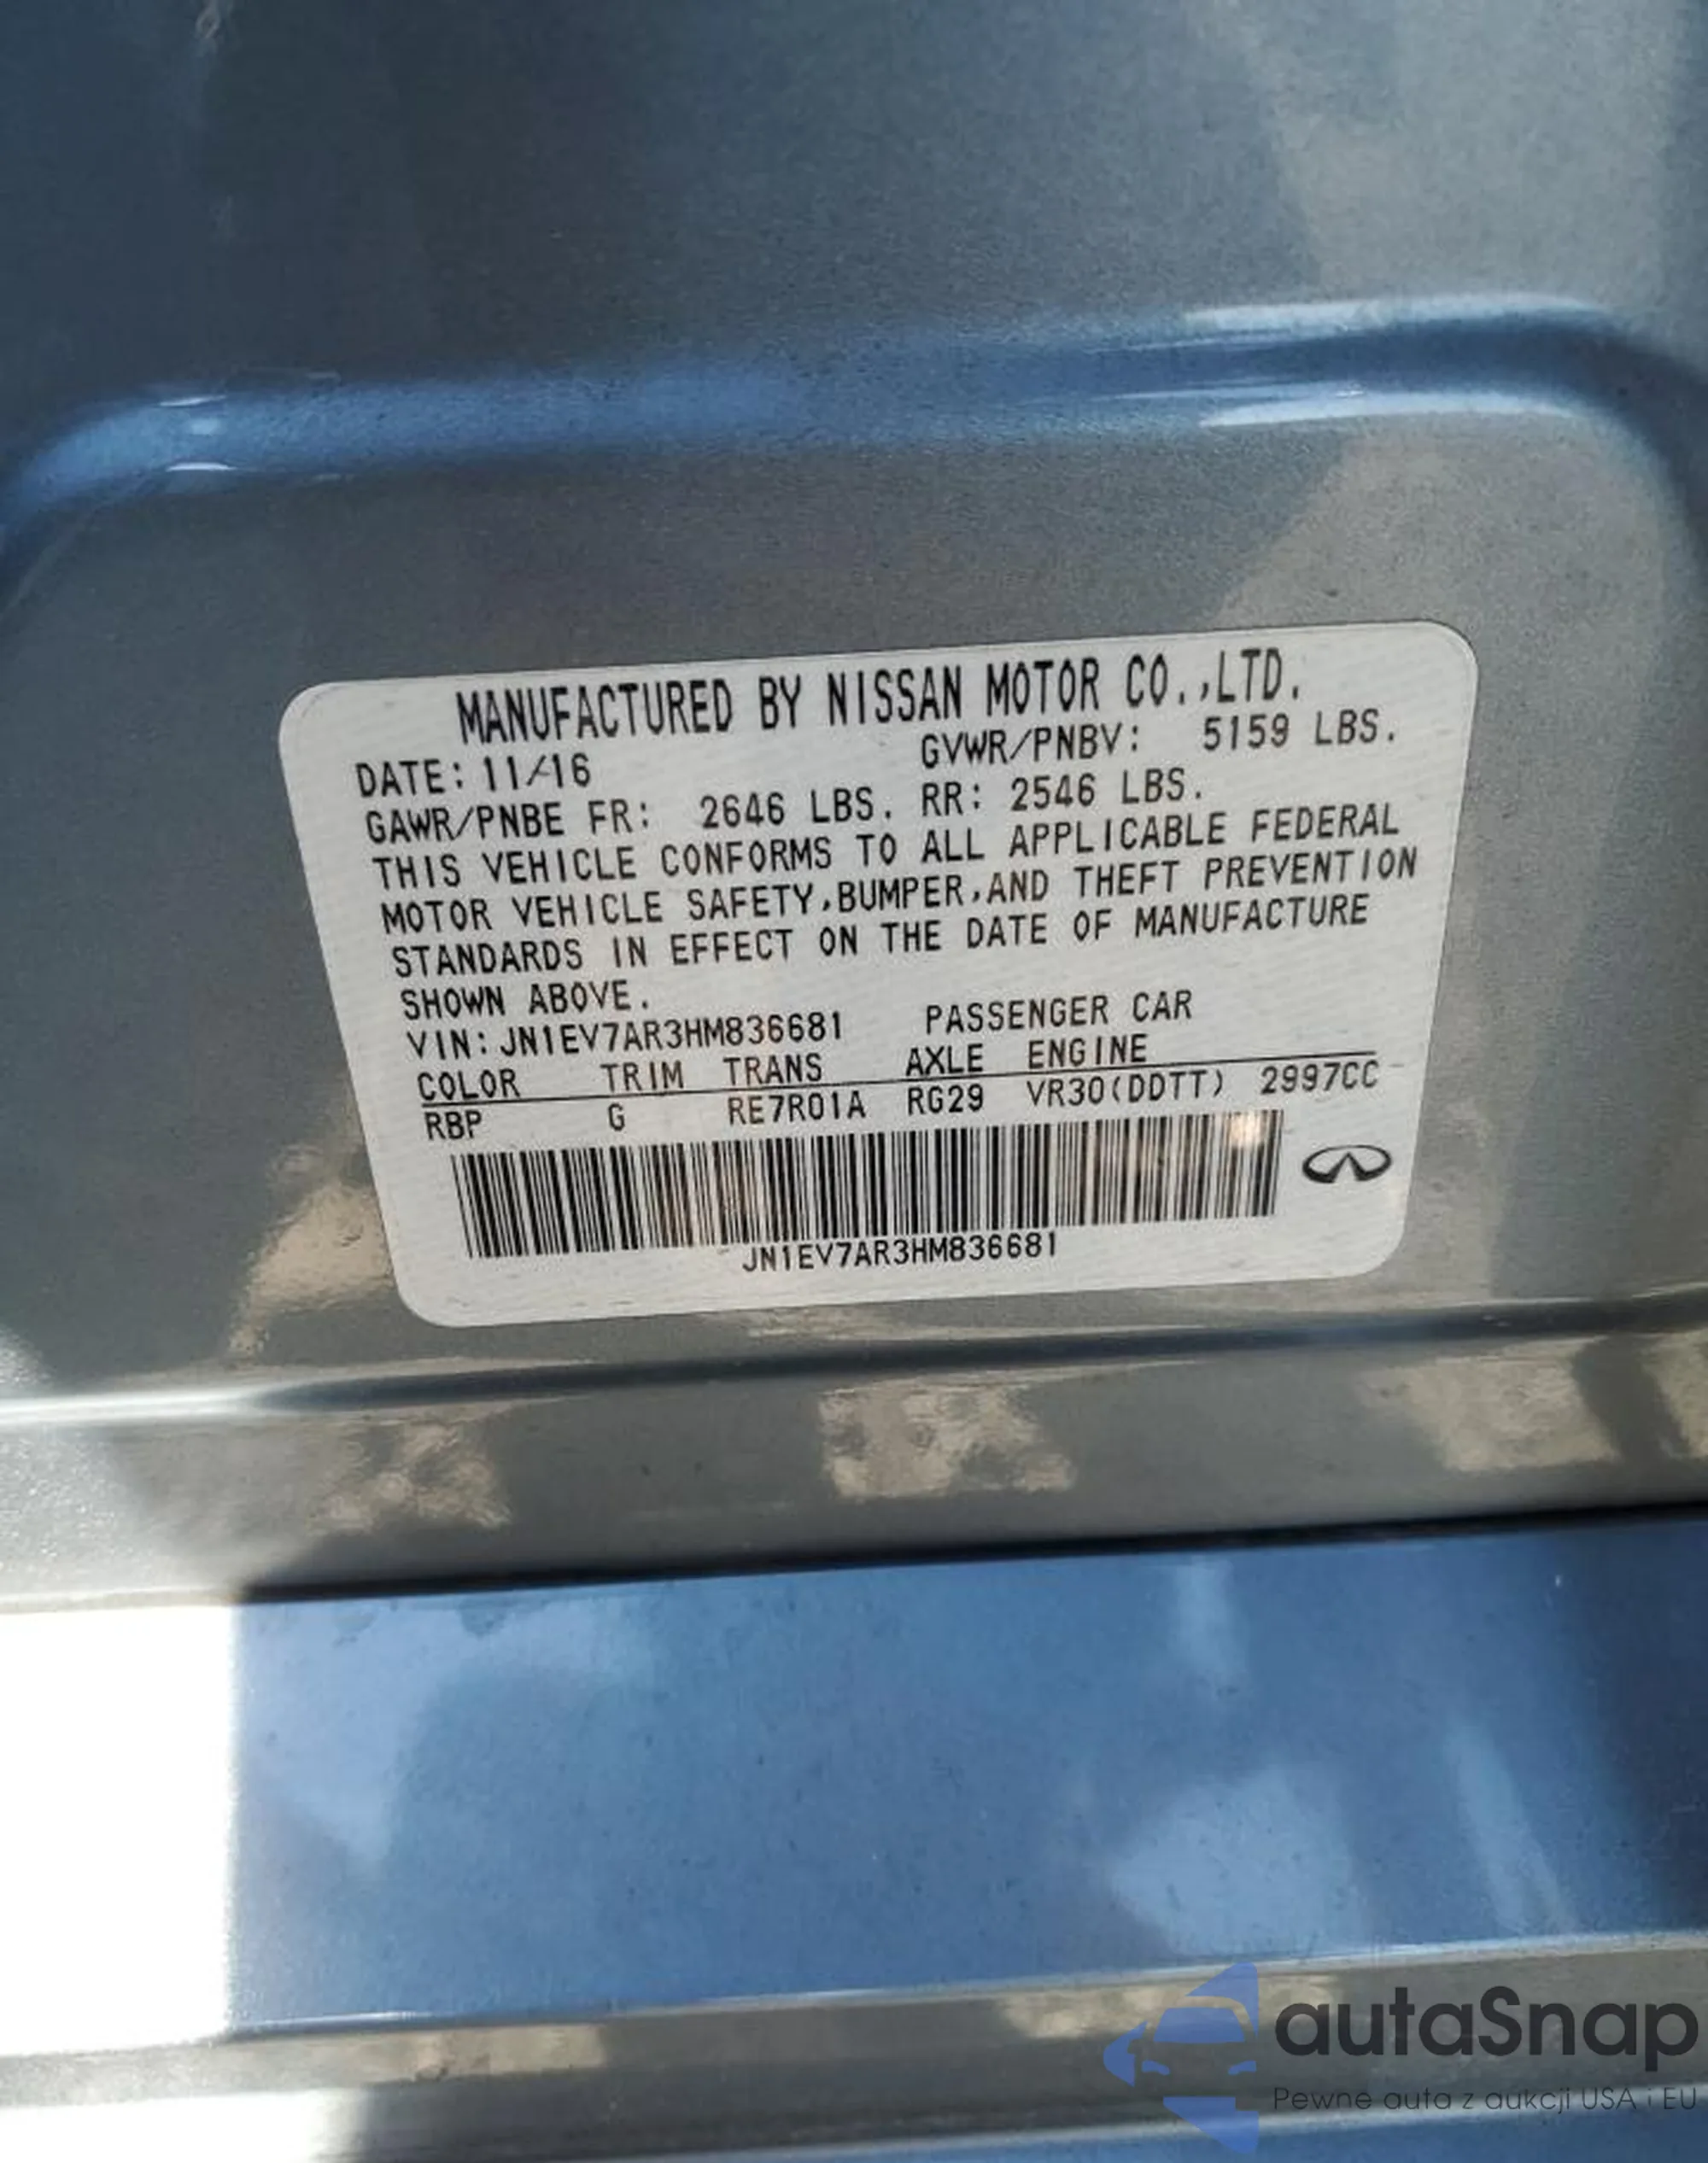 MANUFACTURED BY NISSAN MOTOR CO.,LTD.
DATE: 11/16 GVWR/PNBV: 5159 LBS.
GAWR/PNBE FR: 2646 LBS. RR: 2546 LBS.
THIS VEHICLE CONFORMS TO ALL APPLICABLE FEDERAL
MOTOR VEHICLE SAFETY,BUMPER,AND THEFT PREVENTION
STANDARDS IN EFFECT ON THE DATE OF MANUFACTURE
SHOWN ABOVE.
VIN: JN1EV7AR3HM836681 PASSENGER CAR
COLOR TRIM TRANS AXLE ENGINE
RBP G RE7R01A RG29 VR30(DDTT) 2997CC
JN1EV7AR3HM836681
autaSnap
Pewne auta z aukcji USA i EU